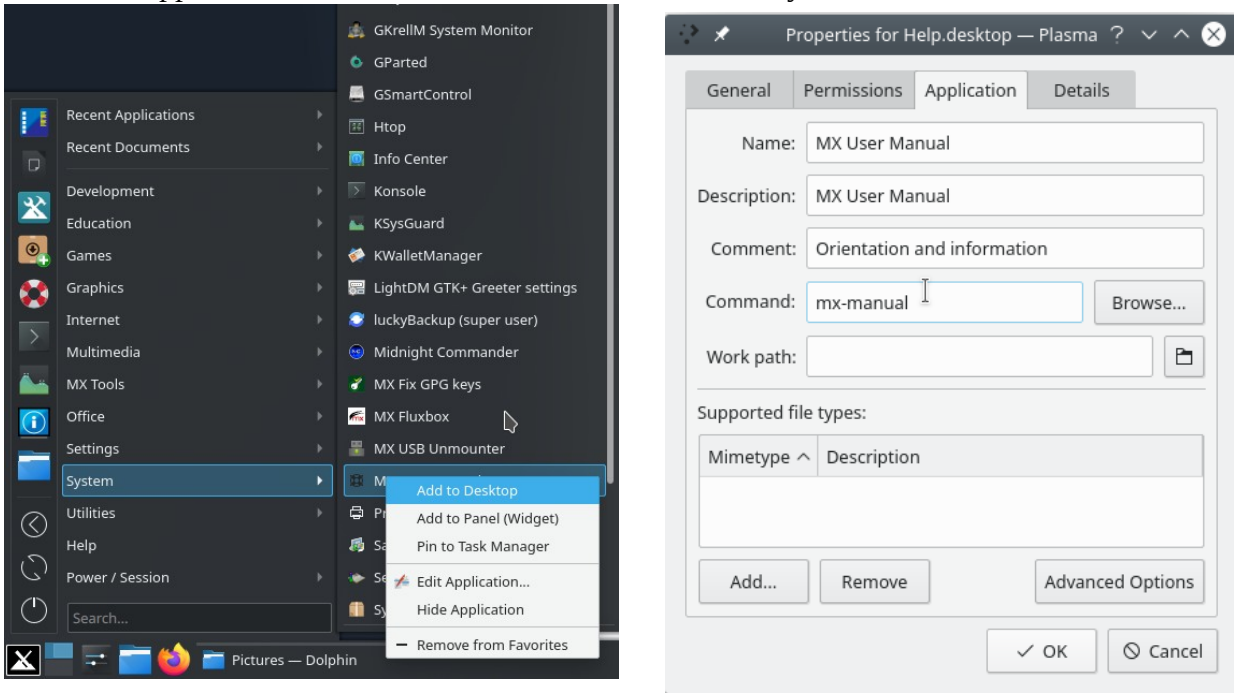 GKrellM System Monitor
GParted
GSmartControl
Htop
Info Center
Konsole
KSysGuard
KWalletManager
LightDM GTK+ Greeter settings
luckyBackup (super user)
Midnight Commander
MX Fix GPG keys
MX Fluxbox
MX USB Unmounter
M
Pr
Sa
Se
Sy
Recent Applications
Recent Documents
Development
Education
Games
Graphics
Internet
Multimedia
MX Tools
Office
Settings
System
Utilities
Help
Power / Session
Search...
Add to Desktop
Add to Panel (Widget)
Pin to Task Manager
Edit Application...
Hide Application
Remove from Favorites
Pictures — Dolphin
Properties for Help.desktop — Plasma
General Permissions Application Details
Name: MX User Manual
Description: MX User Manual
Comment: Orientation and information
Command: mx-manual Browse...
Work path:
Supported file types:
Mimetype Description
Add... Remove Advanced Options
OK Cancel